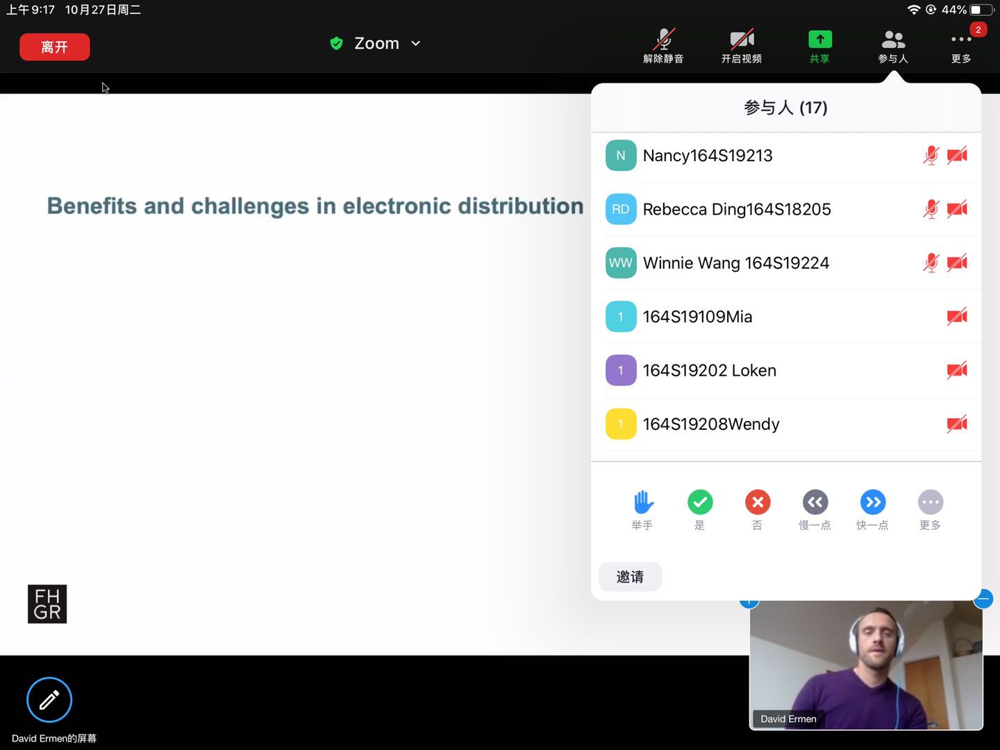 上午9:17 10月27日周二
44%
离开
Zoom
解除静音
开启视频
共享
参与人
2
更多
参与人 (17)
N
Nancy164S19213
RD
Rebecca Ding164S18205
WW
Winnie Wang 164S19224
1
164S19109Mia
1
164S19202 Loken
1
164S19208Wendy
举手
是
否
慢一点
快一点
更多
邀请
Benefits and challenges in electronic distribution
FH
GR
David Ermen
David Ermen的屏幕